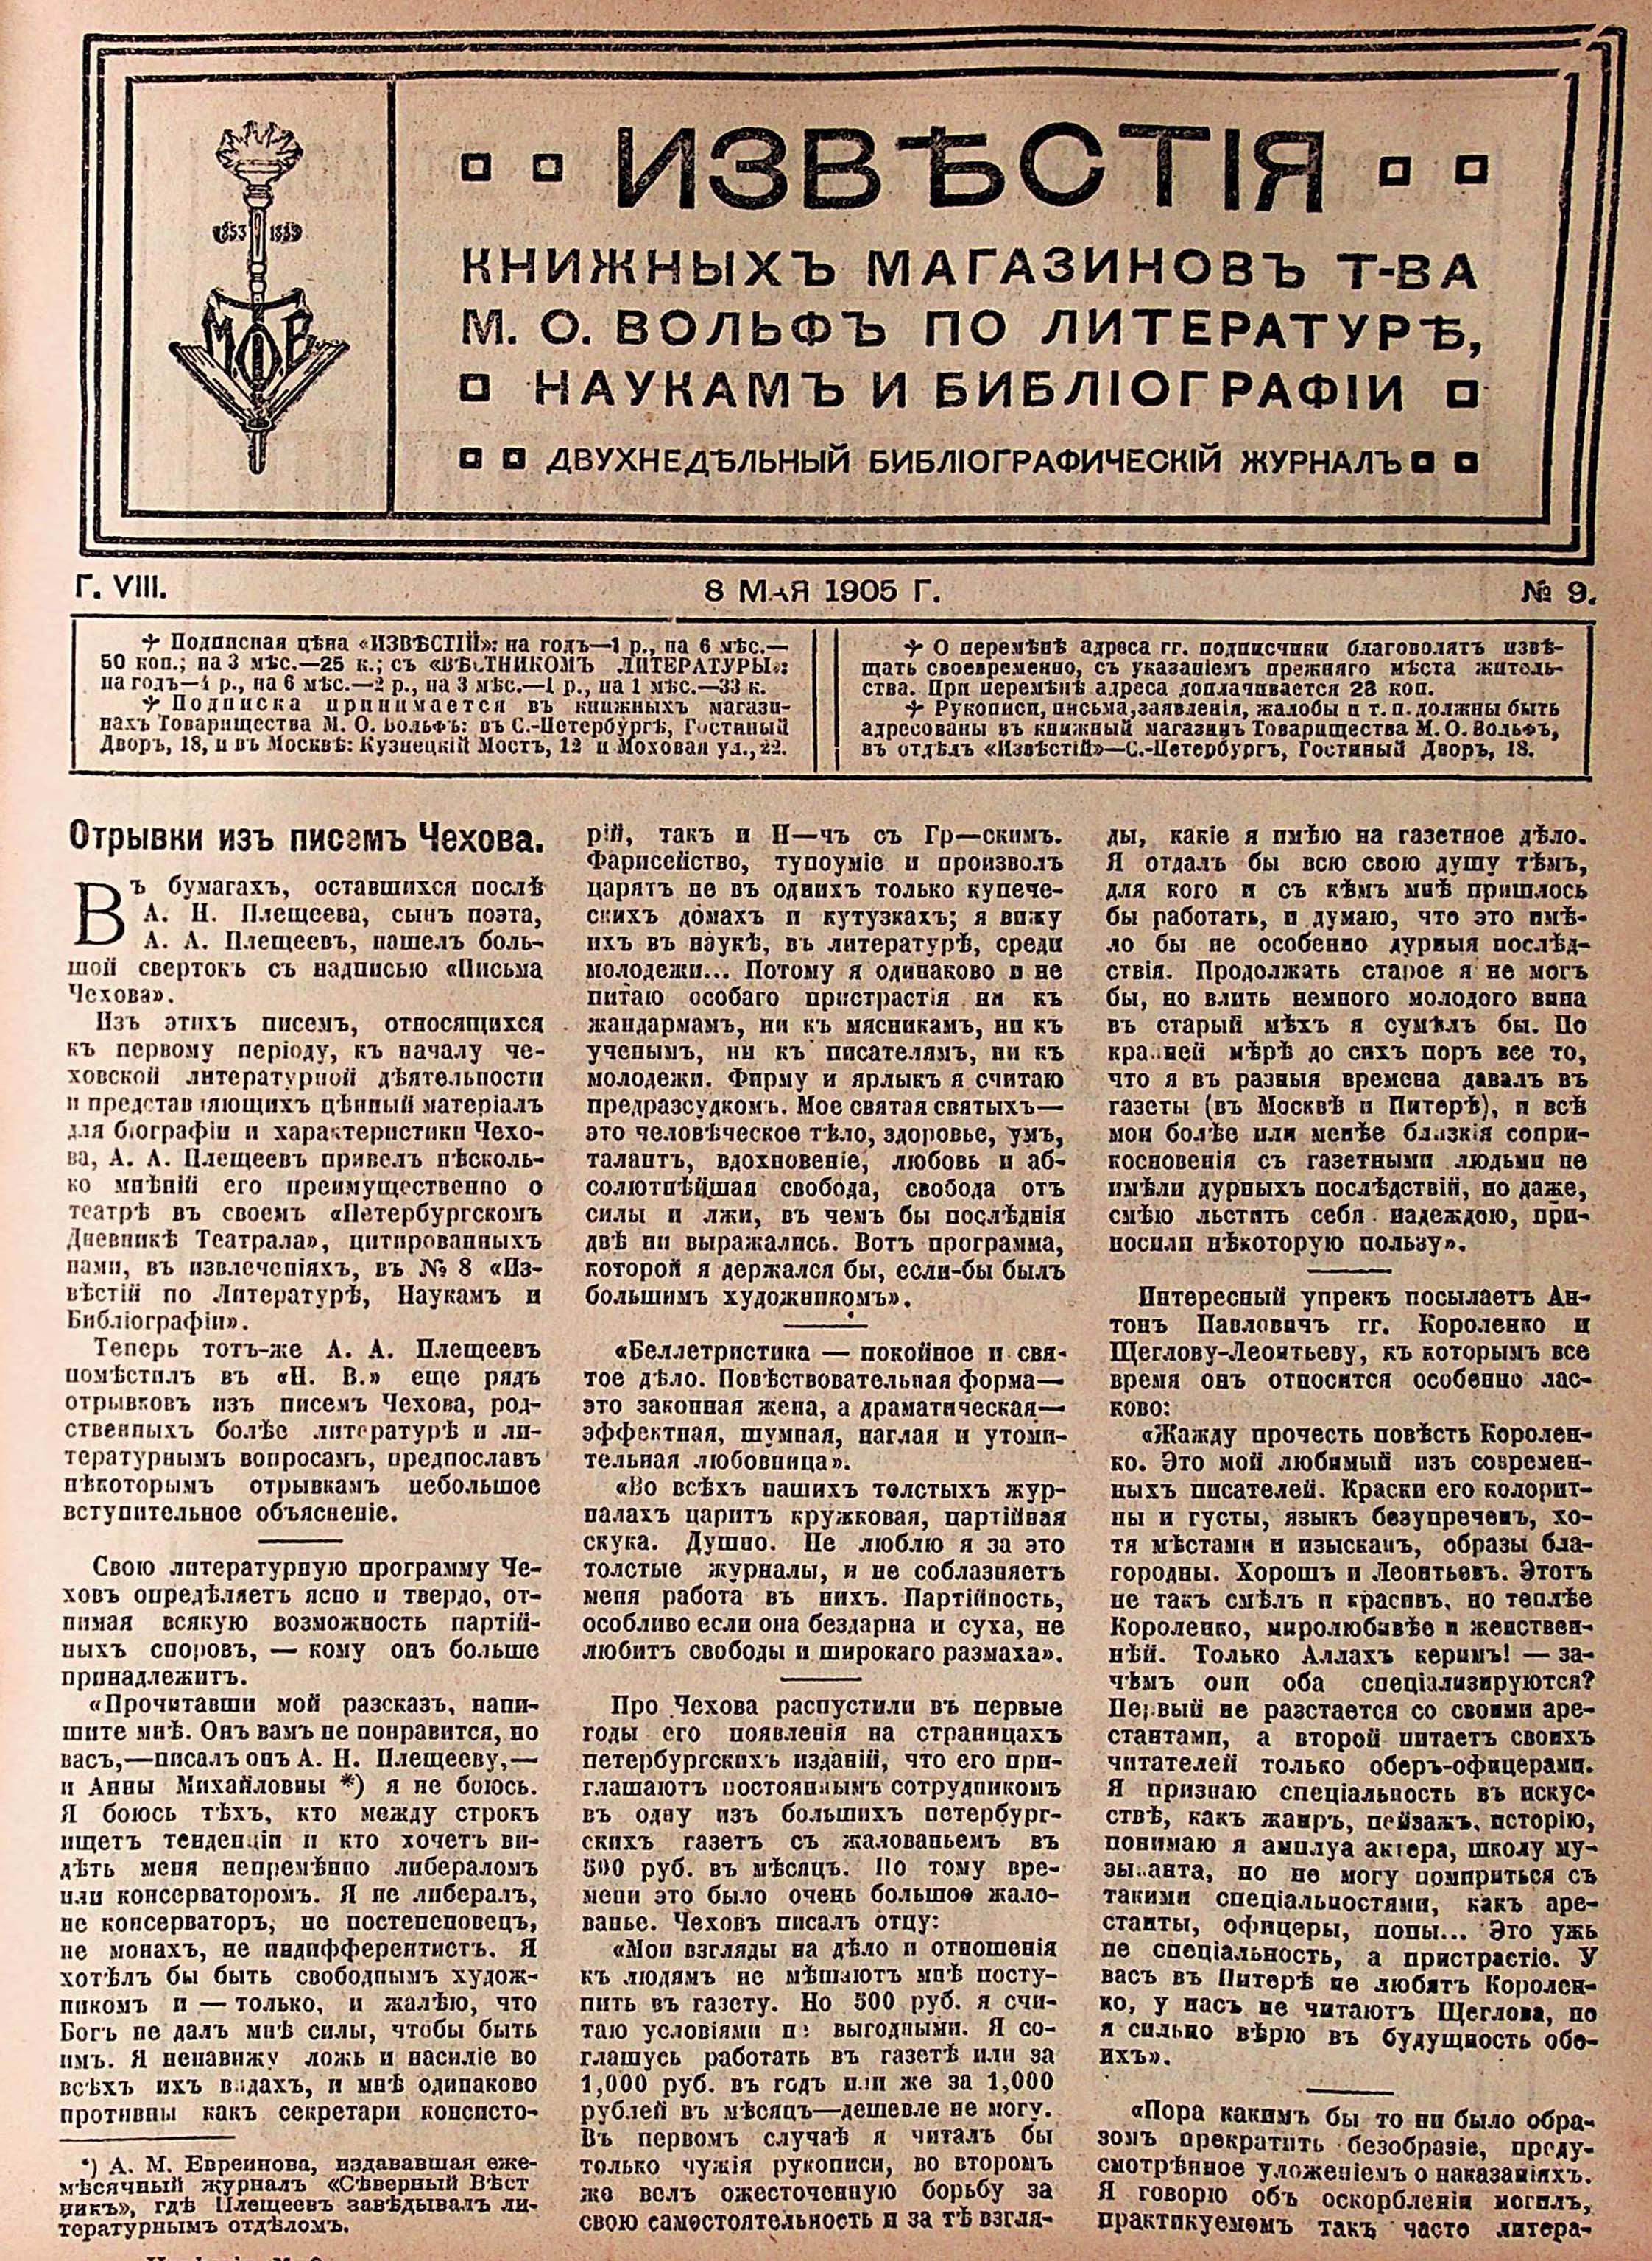 1853 1889
М О В
ИЗВѢСТІЯ
КНИЖНЫХЪ МАГАЗИНОВЪ Т-ВА
М. О. ВОЛЬФЪ ПО ЛИТЕРАТУРѢ,
НАУКАМЪ И БИБЛІОГРАФІИ
ДВУХНЕДѢЛЬНЫЙ БИБЛІОГРАФИЧЕСКІЙ ЖУРНАЛЪ
Г. VIII. 8 МАЯ 1905 Г. № 9.
Подписная цѣна «ИЗВѢСТІЙ»: на годъ—1 р., на 6 мѣс.—
50 коп.; на 3 мѣс.—25 к.; съ «ВѢСТНИКОМЪ ЛИТЕРАТУРЫ»:
на годъ—4 р., на 6 мѣс.—2 р., на 3 мѣс.—1 р., на 1 мѣс.—33 к.
Подписка принимается въ книжныхъ магази-
нахъ Товарищества М. О. Вольфъ: въ С.-Петербургѣ, Гостиный
Дворъ, 18, и въ Москвѣ: Кузнецкій Мостъ, 12 и Моховая ул., 22.
О перемѣнѣ адреса гг. подписчики благоволятъ извѣ-
щать своевременно, съ указаніемъ прежняго мѣста житель-
ства. При перемѣнѣ адреса доплачивается 28 коп.
Рукописи, письма, заявленія, жалобы и т. п. должны быть
адресованы въ книжный магазинъ Товарищества М. О. Вольфъ,
въ отдѣлъ «Извѣстій»—С.-Петербургъ, Гостиный Дворъ, 18.
Отрывки изъ писемъ Чехова.
Въ бумагахъ, оставшихся послѣ
А. Н. Плещеева, сынъ поэта,
А. А. Плещеевъ, нашелъ боль-
шой свертокъ съ надписью «Письма
Чехова».
Изъ этихъ писемъ, относящихся
къ первому періоду, къ началу че-
ховской литературной дѣятельности
и представляющихъ цѣнный матеріалъ
для біографіи и характеристики Чехо-
ва, А. А. Плещеевъ привелъ нѣсколь-
ко мнѣній его преимущественно о
театрѣ въ своемъ «Петербургскомъ
Дневникѣ Театрала», цитированныхъ
нами, въ извлеченіяхъ, въ № 8 «Из-
вѣстій по Литературѣ, Наукамъ и
Библіографіи».
Теперь тотъ-же А. А. Плещеевъ
помѣстилъ въ «Н. В.» еще рядъ
отрывковъ изъ писемъ Чехова, род-
ственныхъ болѣе литературѣ и ли-
тературнымъ вопросамъ, предпославъ
нѣкоторымъ отрывкамъ небольшое
вступительное объясненіе.
Свою литературную программу Че-
ховъ опредѣляетъ ясно и твердо, от-
нимая всякую возможность партій-
ныхъ споровъ, — кому онъ больше
принадлежитъ.
«Прочитавши мой разсказъ, напи-
шите мнѣ. Онъ вамъ не понравится, но
васъ,—писалъ онъ А. Н. Плещееву,—
и Анны Михайловны *) я не боюсь.
Я боюсь тѣхъ, кто между строкъ
ищетъ тенденціи и кто хочетъ ви-
дѣть меня непремѣнно либераломъ
или консерваторомъ. Я не либералъ,
не консерваторъ, не постепеновецъ,
не монахъ, не индифферентистъ. Я
хотѣлъ бы быть свободнымъ худож-
никомъ и — только, и жалѣю, что
Богъ не далъ мнѣ силы, чтобы быть
имъ. Я ненавижу ложь и насиліе во
всѣхъ ихъ видахъ, и мнѣ одинаково
противны какъ секретари консисто-
*) А. М. Евреинова, издававшая еже-
мѣсячный журналъ «Сѣверный Вѣст
никъ», гдѣ Плещеевъ завѣдывалъ ли-
тературнымъ отдѣломъ.
рій, такъ и Н—чъ съ Гр—скимъ.
Фарисейство, тупоуміе и произволъ
царятъ не въ однихъ только купече-
скихъ домахъ и кутузкахъ; я вижу
ихъ въ наукѣ, въ литературѣ, среди
молодежи... Потому я одинаково и не
питаю особаго пристрастія ни къ
жандармамъ, ни къ мясникамъ, ни къ
ученымъ, ни къ писателямъ, ни къ
молодежи. Фирму и ярлыкъ я считаю
предразсудкомъ. Мое святая святыхъ—
это человѣческое тѣло, здоровье, умъ,
талантъ, вдохновеніе, любовь и аб-
солютнѣйшая свобода, свобода отъ
силы и лжи, въ чемъ бы послѣднія
двѣ ни выражались. Вотъ программа,
которой я держался бы, если-бы былъ
большимъ художникомъ».
«Беллетристика — покойное и свя-
тое дѣло. Повѣствовательная форма—
это законная жена, а драматическая—
эффектная, шумная, наглая и утоми-
тельная любовница».
«Во всѣхъ нашихъ толстыхъ жур-
налахъ царитъ кружковая, партійная
скука. Душно. Не люблю я за это
толстые журналы, и не соблазняетъ
меня работа въ нихъ. Партійность,
особливо если она бездарна и суха, не
любитъ свободы и широкаго размаха».
Про Чехова распустили въ первые
годы его появленія на страницахъ
петербургскихъ изданій, что его при-
глашаютъ постояннымъ сотрудникомъ
въ одну изъ большихъ петербург-
скихъ газетъ съ жалованьемъ въ
500 руб. въ мѣсяцъ. По тому вре-
мени это было очень большое жало-
ванье. Чеховъ писалъ отцу:
«Мои взгляды на дѣло и отношенія
къ людямъ не мѣшаютъ мнѣ посту-
пить въ газету. Но 500 руб. я счи-
таю условіями не выгодными. Я со-
глашусь работать въ газетѣ или за
1,000 руб. въ годъ или же за 1,000
рублей въ мѣсяцъ—дешевле не могу.
Въ первомъ случаѣ я читалъ бы
только чужія рукописи, во второмъ
же велъ ожесточенную борьбу за
свою самостоятельность и за тѣ взгля-
ды, какіе я имѣю на газетное дѣло.
Я отдалъ бы всю свою душу тѣмъ,
для кого и съ кѣмъ мнѣ пришлось
бы работать, и думаю, что это имѣ-
ло бы не особенно дурныя послѣд-
ствія. Продолжать старое я не могъ
бы, но влить немного молодого вина
въ старый мѣхъ я сумѣлъ бы. По
крайней мѣрѣ до сихъ поръ все то,
что я въ разныя времена давалъ въ
газеты (въ Москвѣ и Питерѣ), и всѣ
мои болѣе или менѣе близкія сопри-
косновенія съ газетными людьми не
имѣли дурныхъ послѣдствій, но даже,
смѣю льстить себя надеждою, при-
носили нѣкоторую пользу».
Интересный упрекъ посылаетъ Ан-
тонъ Павловичъ гг. Короленко и
Щеглову-Леонтьеву, къ которымъ все
время онъ относится особенно лас-
ково:
«Жажду прочесть повѣсть Королен-
ко. Это мой любимый изъ современ-
ныхъ писателей. Краски его колорит-
ны и густы, языкъ безупреченъ, хо-
тя мѣстами и изысканъ, образы бла-
городны. Хорошъ и Леонтьевъ. Этотъ
не такъ смѣлъ и красивъ, но теплѣе
Короленко, миролюбивѣе и женствен-
нѣй. Только Аллахъ керимъ! — за-
чѣмъ они оба спеціализируются?
Первый не разстается со своими аре-
стантами, а второй питаетъ своихъ
читателей только оберъ-офицерами.
Я признаю спеціальность въ искус-
ствѣ, какъ жанръ, пейзажъ, исторію,
понимаю я амплуа актера, школу му-
зыканта, но не могу помириться съ
такими спеціальностями, какъ аре-
станты, офицеры, попы... Это ужъ
не спеціальность, а пристрастіе. У
васъ въ Питерѣ не любятъ Королен-
ко, у насъ не читаютъ Щеглова, но
я сильно вѣрю въ будущность обо-
ихъ».
«Пора какимъ бы то ни было обра-
зомъ прекратить безобразіе, преду-
смотрѣнное уложеніемъ о наказаніяхъ.
Я говорю объ оскорбленіи могилъ,
практикуемомъ такъ часто литера-